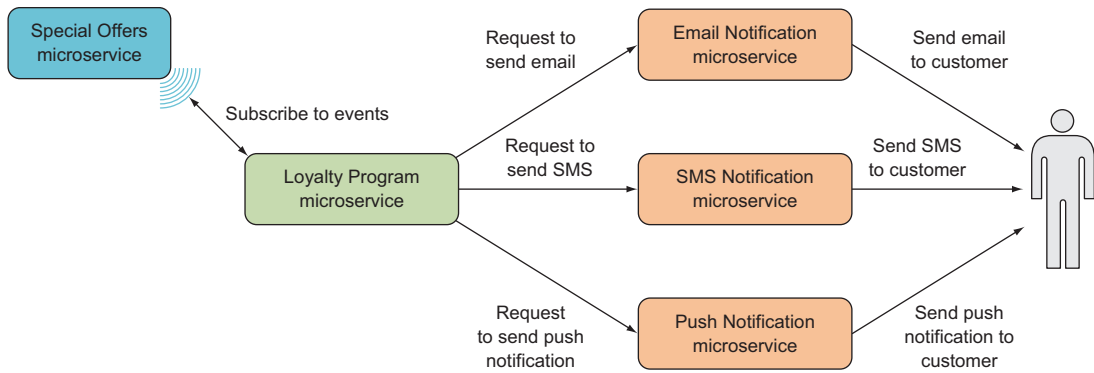 Special Offers
microservice
Subscribe to events
Loyalty Program
microservice
Request to
send email
Email Notification
microservice
Send email
to customer
Request to
send SMS
SMS Notification
microservice
Send SMS
to customer
Request
to send push
notification
Push Notification
microservice
Send push
notification to
customer